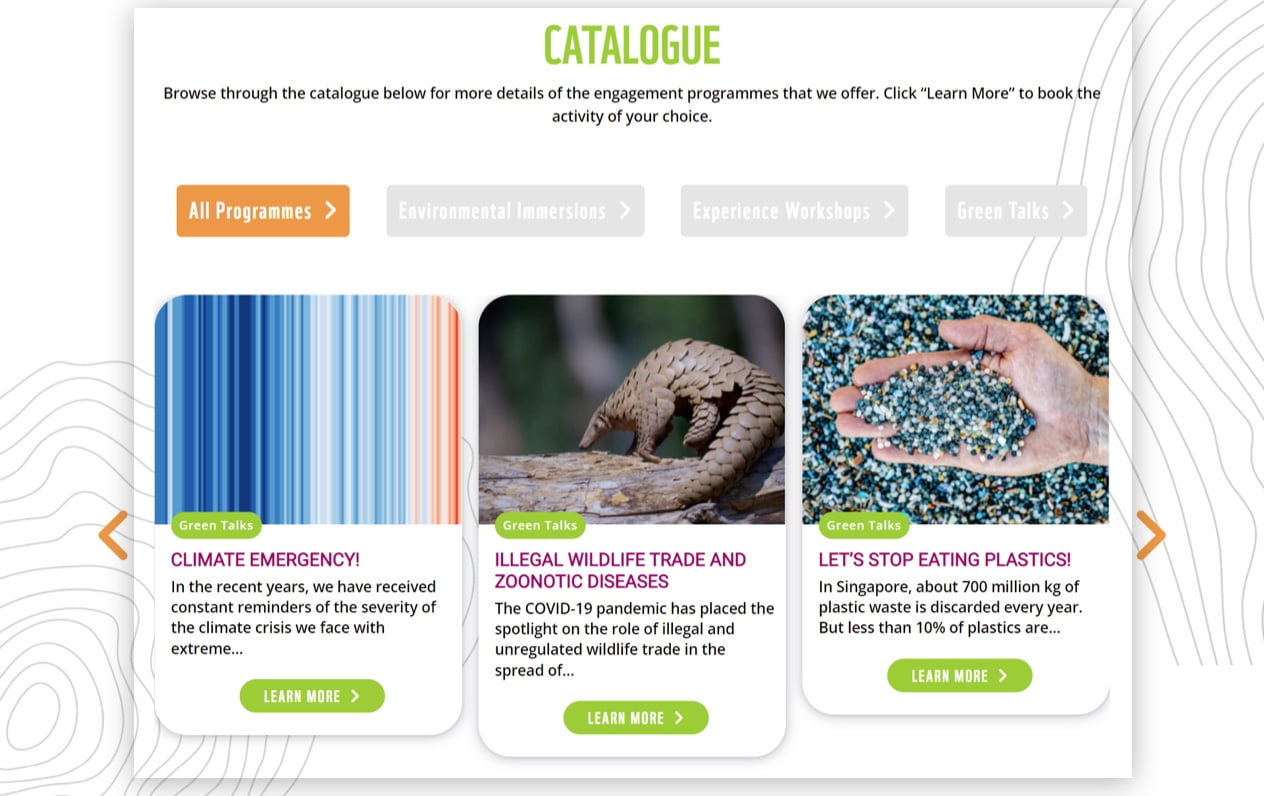 CATALOGUE
Browse through the catalogue below for more details of the engagement programmes that we offer. Click “Learn More” to book the
activity of your choice.
All Programmes
Environmental Immersions
Experience Workshops
Green Talks
Green Talks
CLIMATE EMERGENCY!
In the recent years, we have received
constant reminders of the severity of
the climate crisis we face with
extreme...
LEARN MORE
Green Talks
ILLEGAL WILDLIFE TRADE AND
ZOONOTIC DISEASES
The COVID-19 pandemic has placed the
spotlight on the role of illegal and
unregulated wildlife trade in the
spread of...
LEARN MORE
Green Talks
LET’S STOP EATING PLASTICS!
In Singapore, about 700 million kg of
plastic waste is discarded every year.
But less than 10% of plastics are...
LEARN MORE